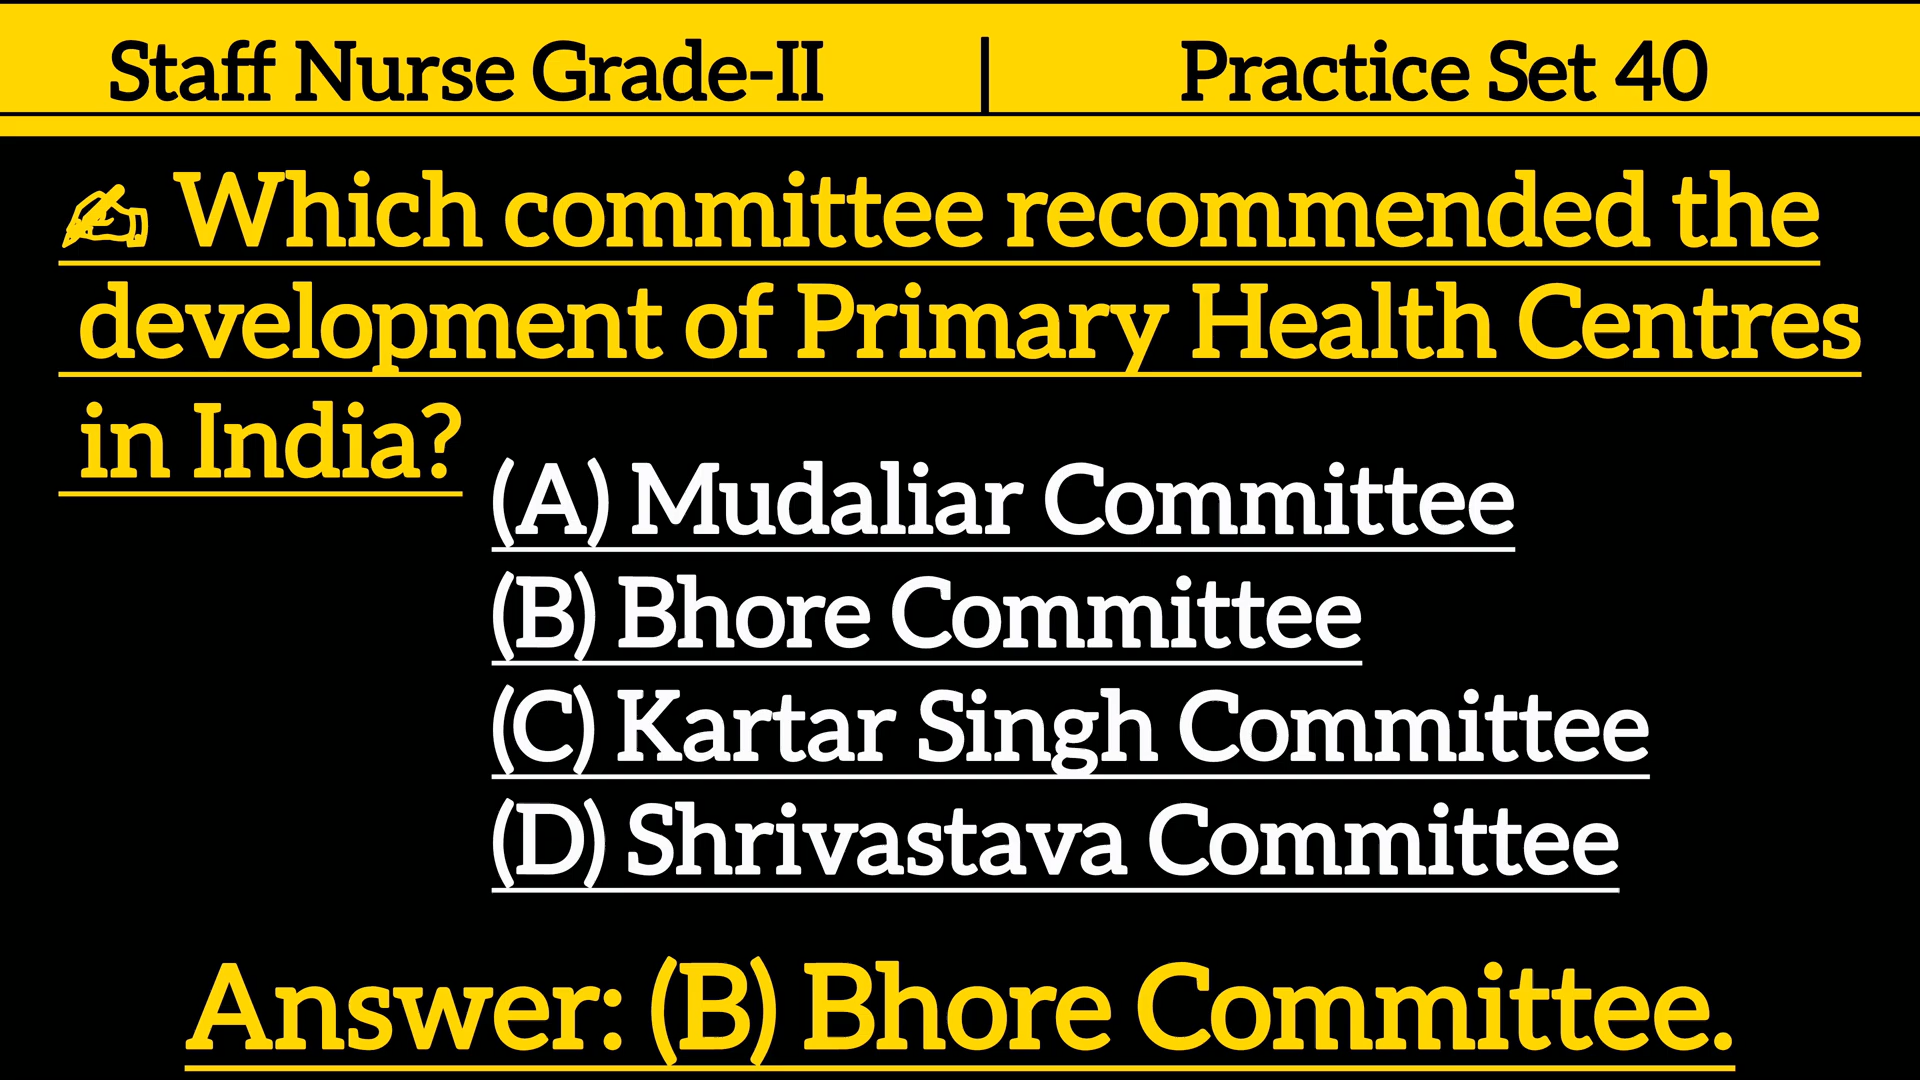 Staff Nurse Grade-II | Practice Set 40
✍ Which committee recommended the
development of Primary Health Centres
in India?
(A) Mudaliar Committee
(B) Bhore Committee
(C) Kartar Singh Committee
(D) Shrivastava Committee
Answer: (B) Bhore Committee.